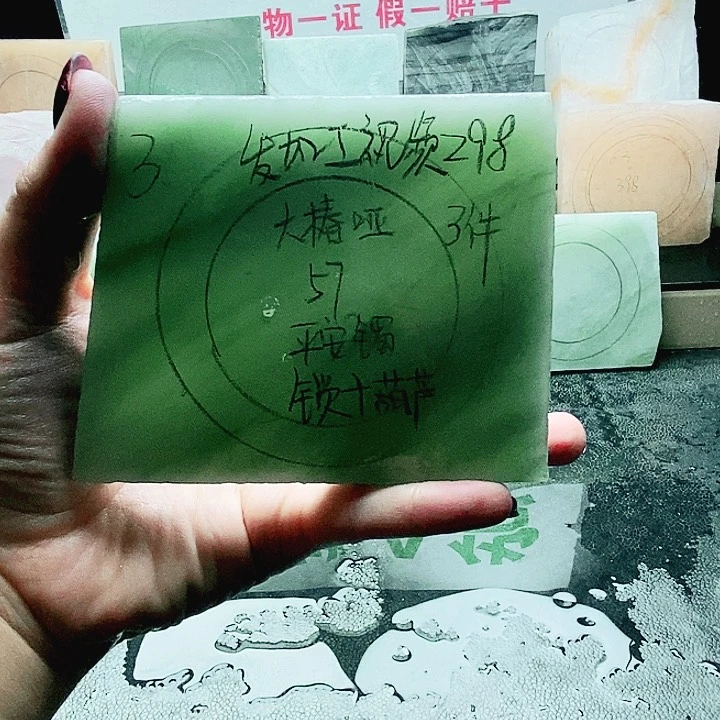 物一证 假一赔十
3 发加工视频298
大椿哑 3件
57
平安镯
锁+葫芦
398